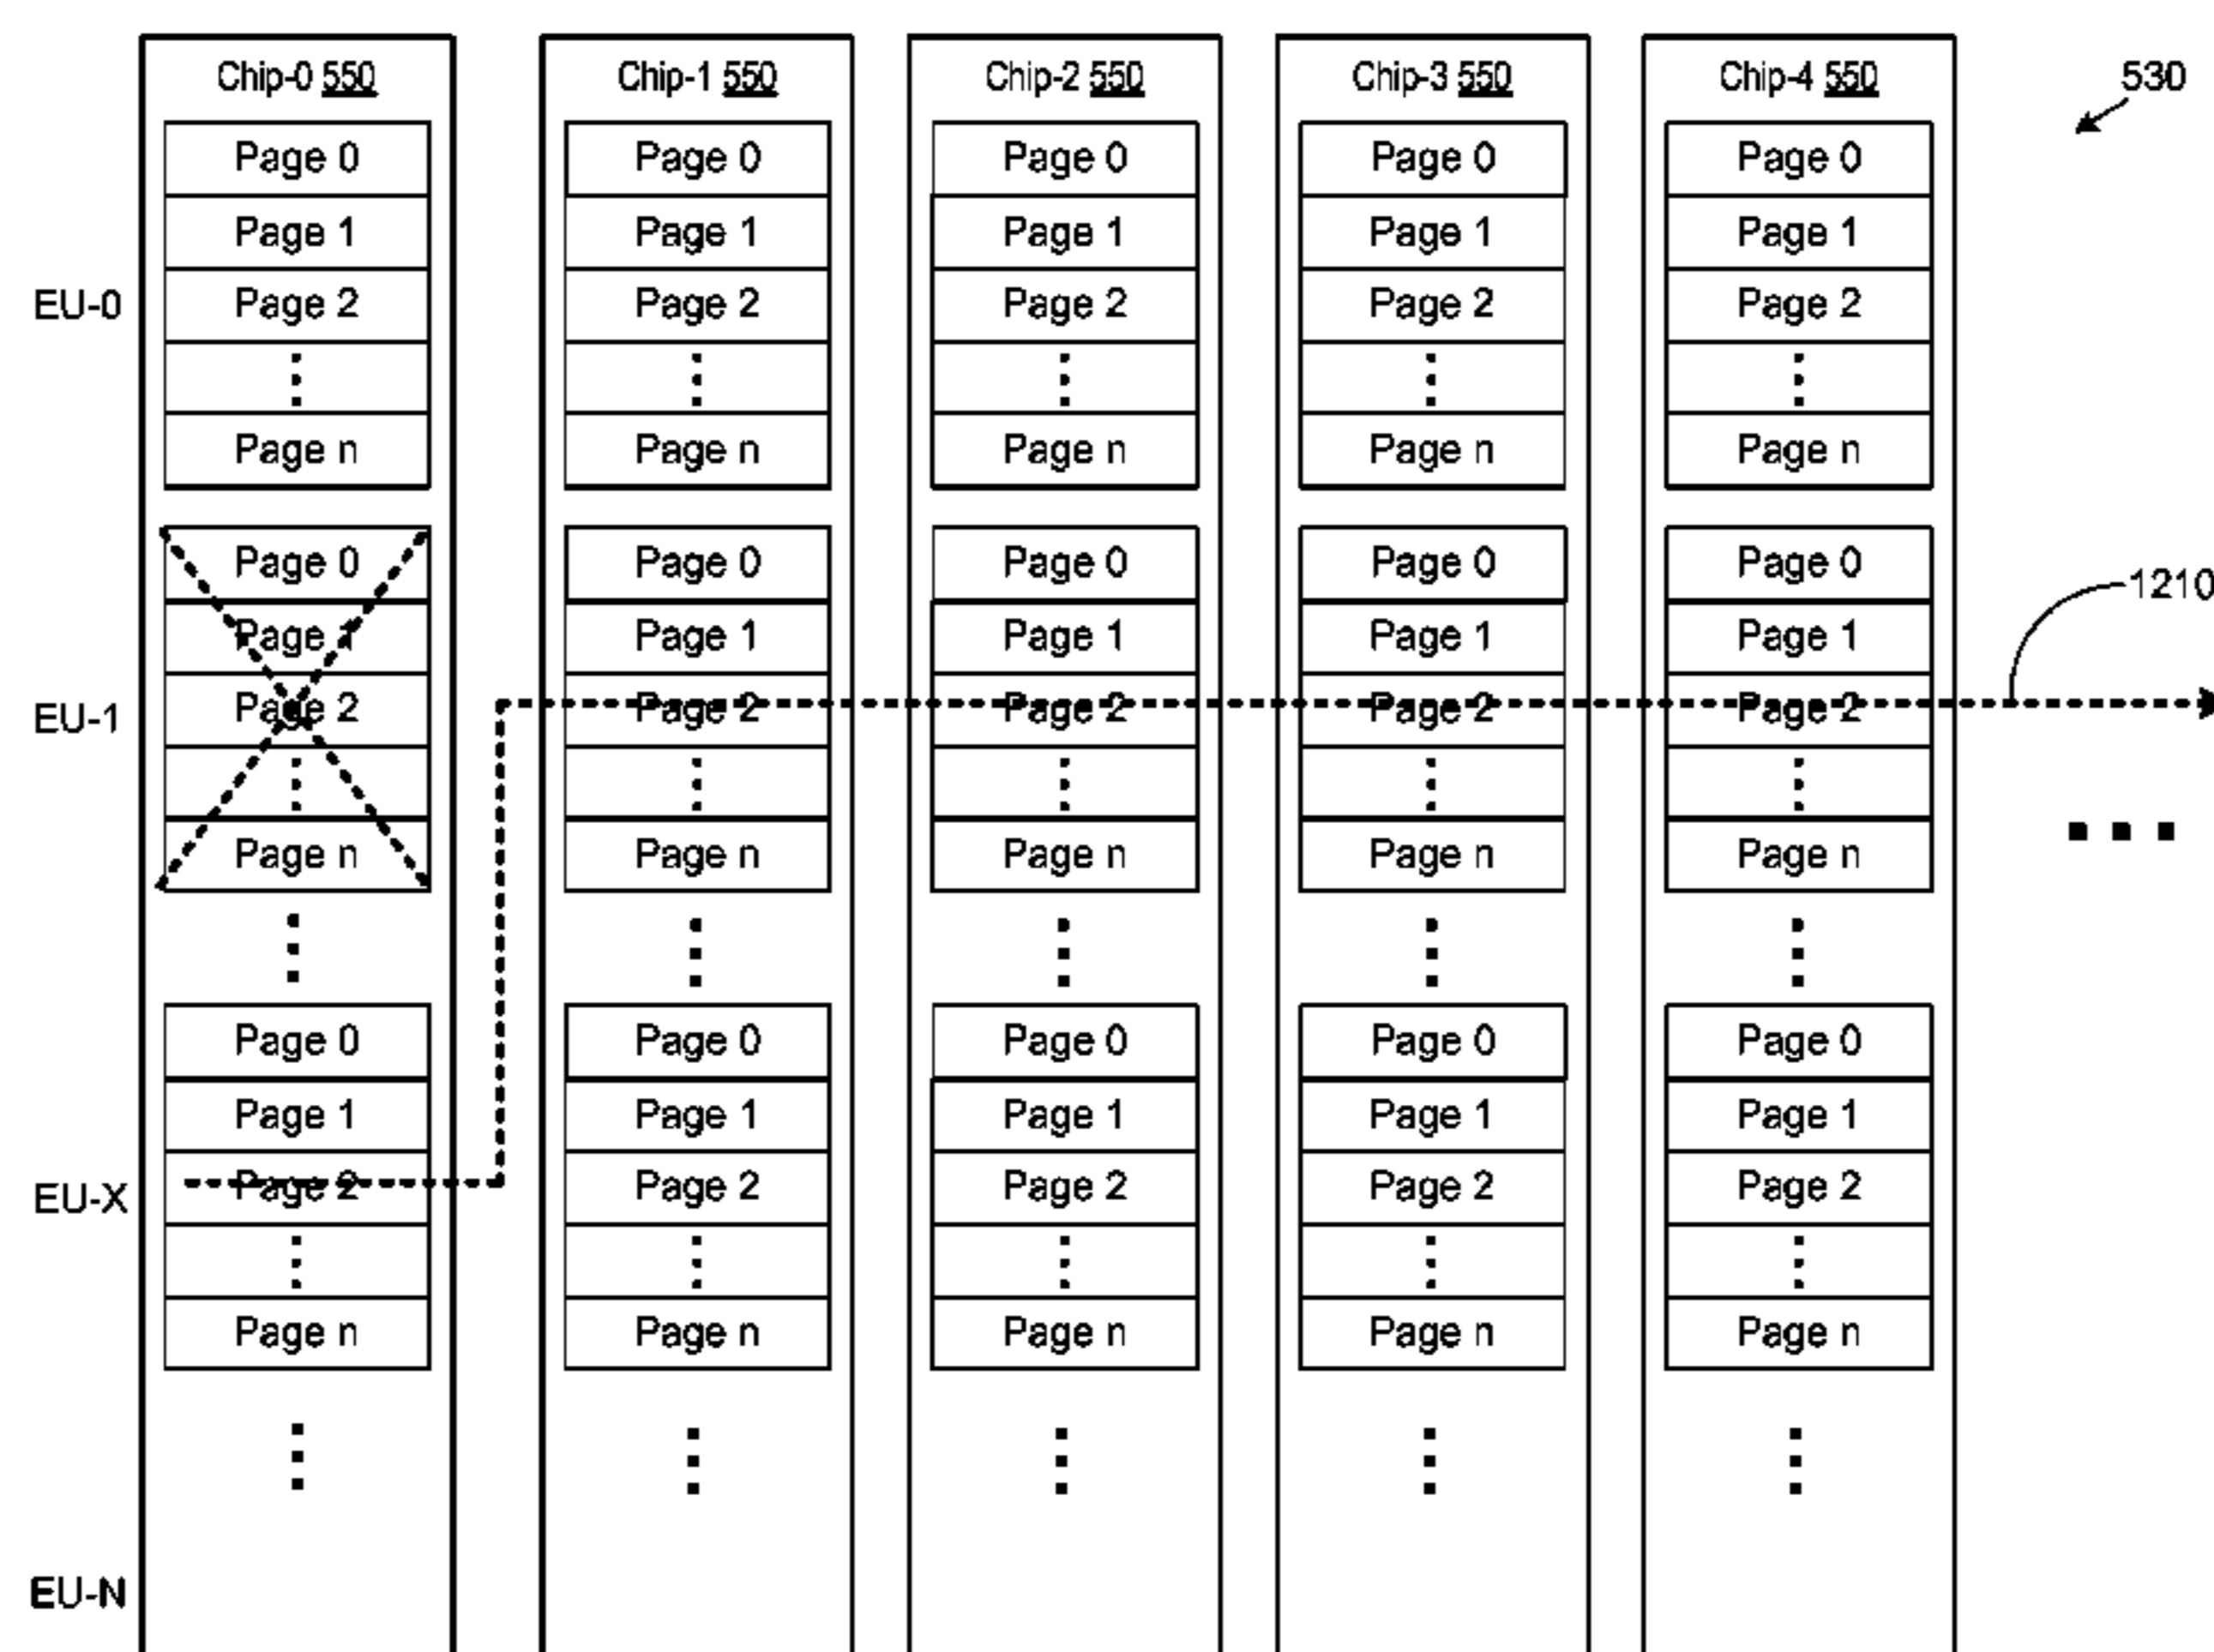 Chip-0 550 Chip-1 550 Chip-2 550 Chip-3 550 Chip-4 550 530
Page 0 Page 0 Page 0 Page 0 Page 0
Page 1 Page 1 Page 1 Page 1 Page 1
EU-0 Page 2 Page 2 Page 2 Page 2 Page 2
Page n Page n Page n Page n Page n
Page 0 Page 0 Page 0 Page 0 Page 0
1210
Page 1 Page 1 Page 1 Page 1 Page 1
EU-1 Page 2 Page 2 Page 2 Page 2 Page 2
Page n Page n Page n Page n Page n
Page 0 Page 0 Page 0 Page 0 Page 0
Page 1 Page 1 Page 1 Page 1 Page 1
EU-X Page 2 Page 2 Page 2 Page 2 Page 2
Page n Page n Page n Page n Page n
EU-N